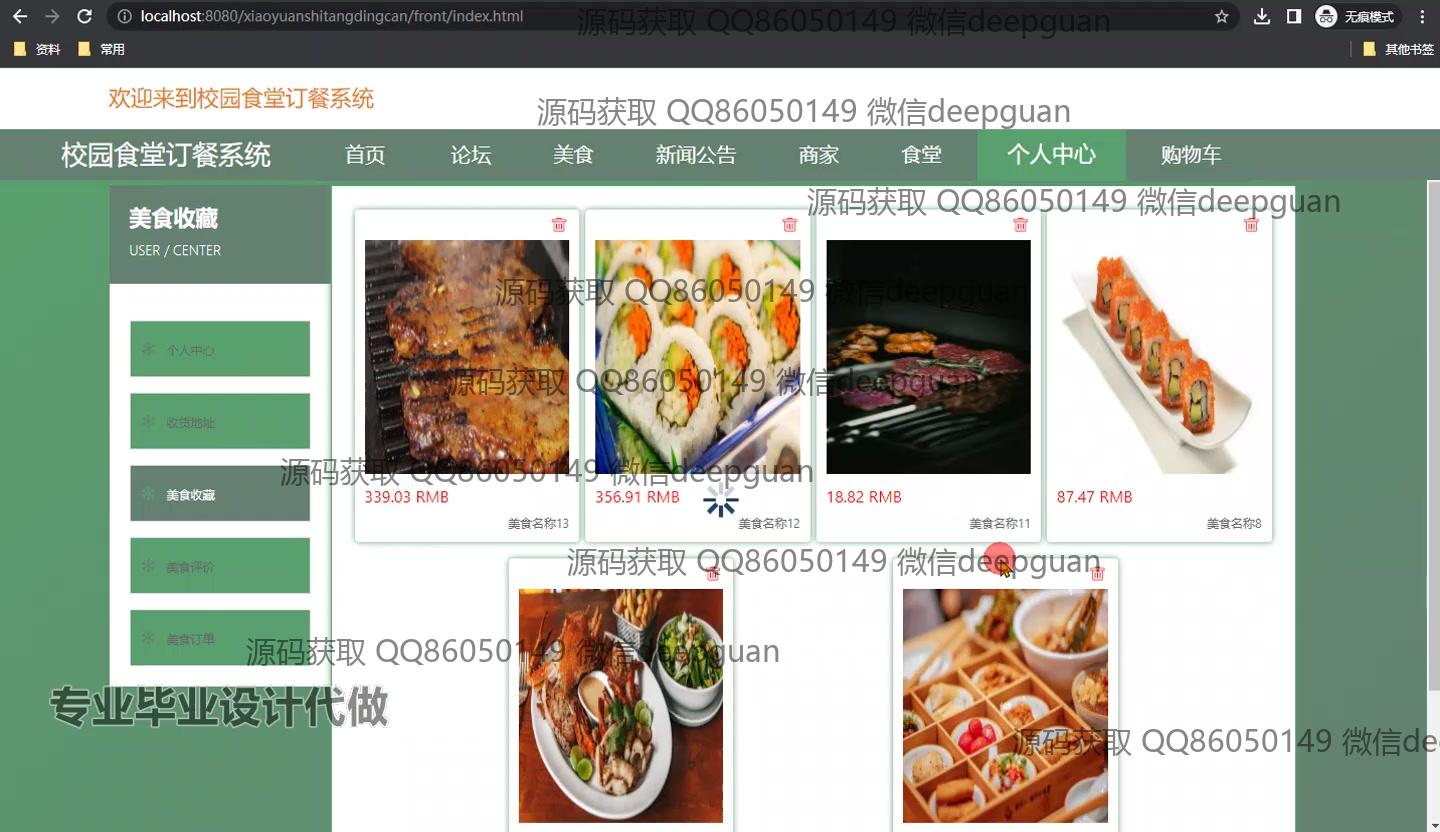 localhost:8080/xiaoyuanshitangdingcan/front/index.html
无痕模式
源码获取 QQ86050149 微信deepguan
资料
常用
其他书签
欢迎来到校园食堂订餐系统
源码获取 QQ86050149 微信deepguan
校园食堂订餐系统
首页
论坛
美食
新闻公告
商家
食堂
个人中心
购物车
源码获取 QQ86050149 微信deepguan
美食收藏
USER / CENTER
源码获取 QQ86050149 微信deepguan
个人中心
源码获取 QQ86050149 微信deepguan
收货地址
源码获取 QQ86050149 微信deepguan
美食收藏
339.03 RMB
356.91 RMB
18.82 RMB
87.47 RMB
美食名称13
美食名称12
美食名称11
美食名称8
源码获取 QQ86050149 微信deepguan
美食评价
美食订单
源码获取 QQ86050149 微信deepguan
专业毕业设计代做
源码获取 QQ86050149 微信de